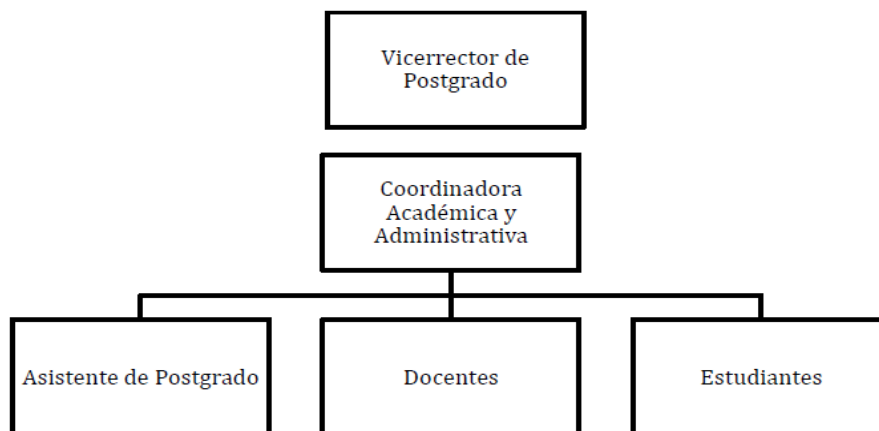 Vicerrector de
Postgrado
Coordinadora
Académica y
Administrativa
Asistente de Postgrado
Docentes
Estudiantes